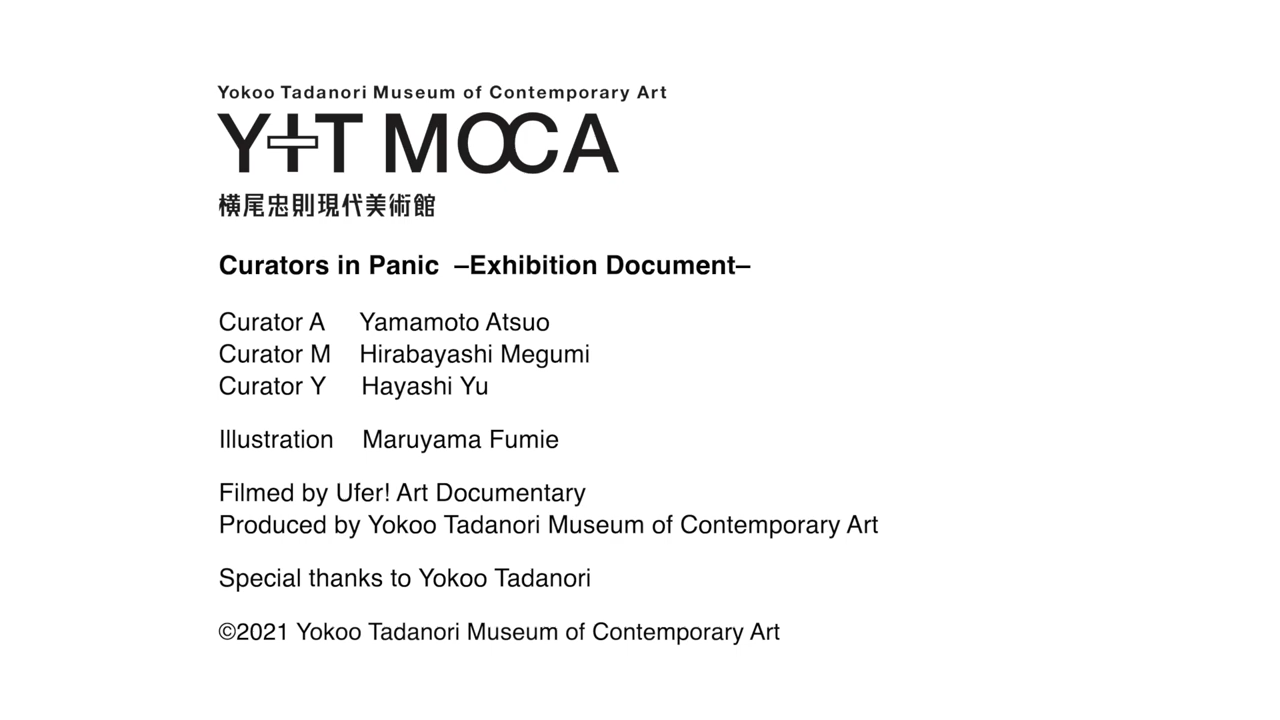 Yokoo Tadanori Museum of Contemporary Art
Y+T MOCA
横尾忠則現代美術館
Curators in Panic –Exhibition Document–
Curator A Yamamoto Atsuo
Curator M Hirabayashi Megumi
Curator Y Hayashi Yu
Illustration Maruyama Fumie
Filmed by Ufer! Art Documentary
Produced by Yokoo Tadanori Museum of Contemporary Art
Special thanks to Yokoo Tadanori
©2021 Yokoo Tadanori Museum of Contemporary Art